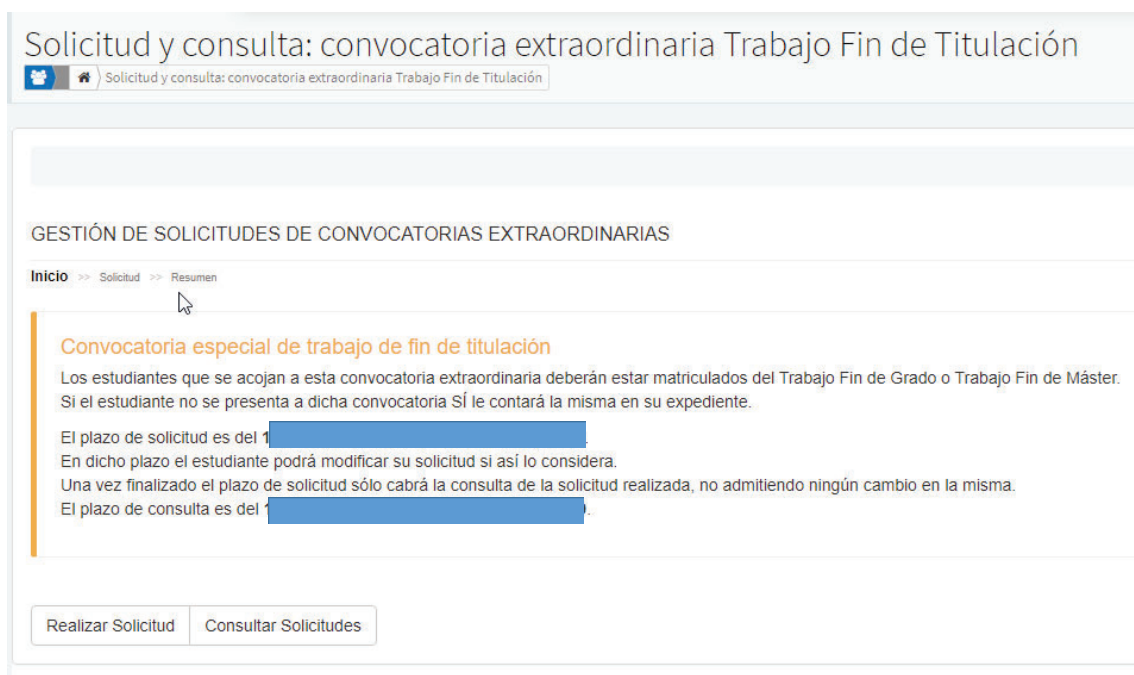 Solicitud y consulta: convocatoria extraordinaria Trabajo Fin de Titulación
Solicitud y consulta: convocatoria extraordinaria Trabajo Fin de Titulación
GESTIÓN DE SOLICITUDES DE CONVOCATORIAS EXTRAORDINARIAS
Inicio >> Solicitud >> Resumen
Convocatoria especial de trabajo de fin de titulación
Los estudiantes que se acojan a esta convocatoria extraordinaria deberán estar matriculados del Trabajo Fin de Grado o Trabajo Fin de Máster.
Si el estudiante no se presenta a dicha convocatoria SÍ le contará la misma en su expediente.
El plazo de solicitud es del 1 .
En dicho plazo el estudiante podrá modificar su solicitud si así lo considera.
Una vez finalizado el plazo de solicitud sólo cabrá la consulta de la solicitud realizada, no admitiendo ningún cambio en la misma.
El plazo de consulta es del 1 .
Realizar Solicitud Consultar Solicitudes